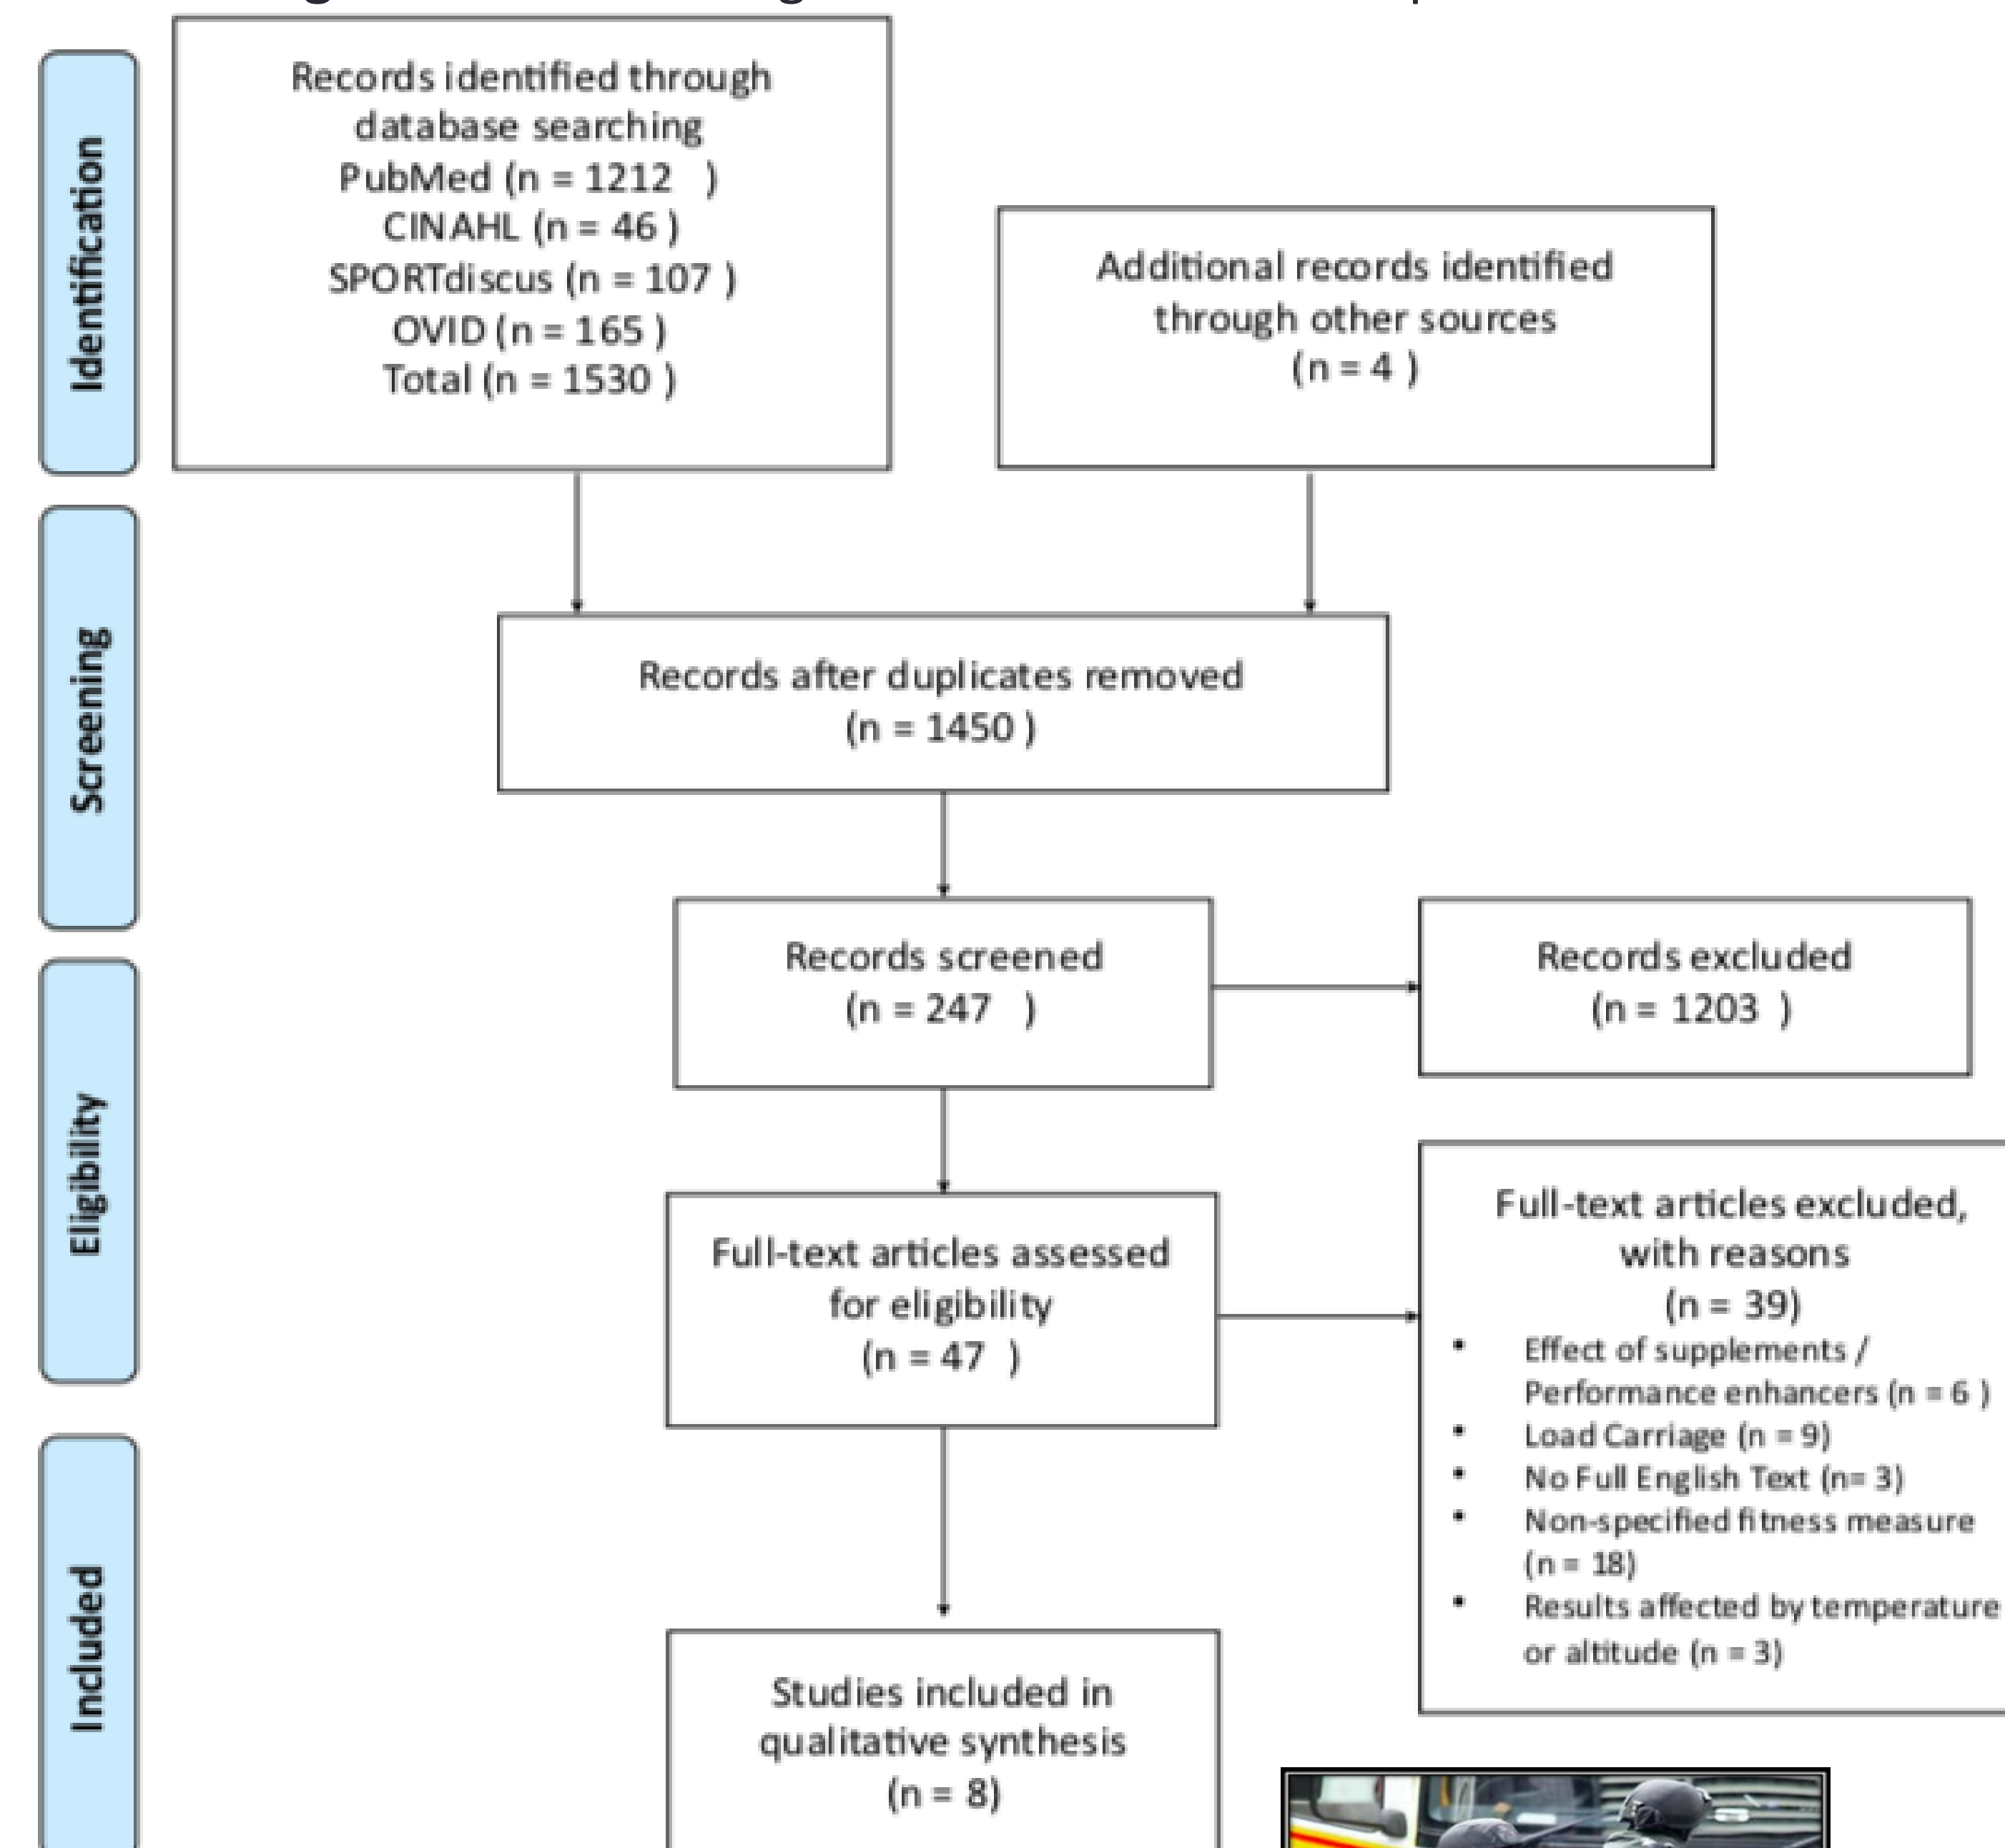 Identification
Records identified through
database searching
PubMed (n = 1212   )
CINAHL (n = 46 )
SPORTdiscus (n = 107 )
OVID (n = 165 )
Total (n = 1530 )
Additional records identified
through other sources
(n = 4 )
Screening
Records after duplicates removed
(n = 1450 )
Records screened
(n = 247   )
Records excluded
(n = 1203  )
Eligibility
Full-text articles assessed
for eligibility
(n = 47  )
Full-text articles excluded,
with reasons
(n = 39)
• Effect of supplements /
Performance enhancers (n = 6 )
• Load Carriage (n = 9)
• No Full English Text (n= 3)
• Non-specified fitness measure
(n = 18)
• Results affected by temperature
or altitude (n = 3)
Included
Studies included in
qualitative synthesis
(n = 8)